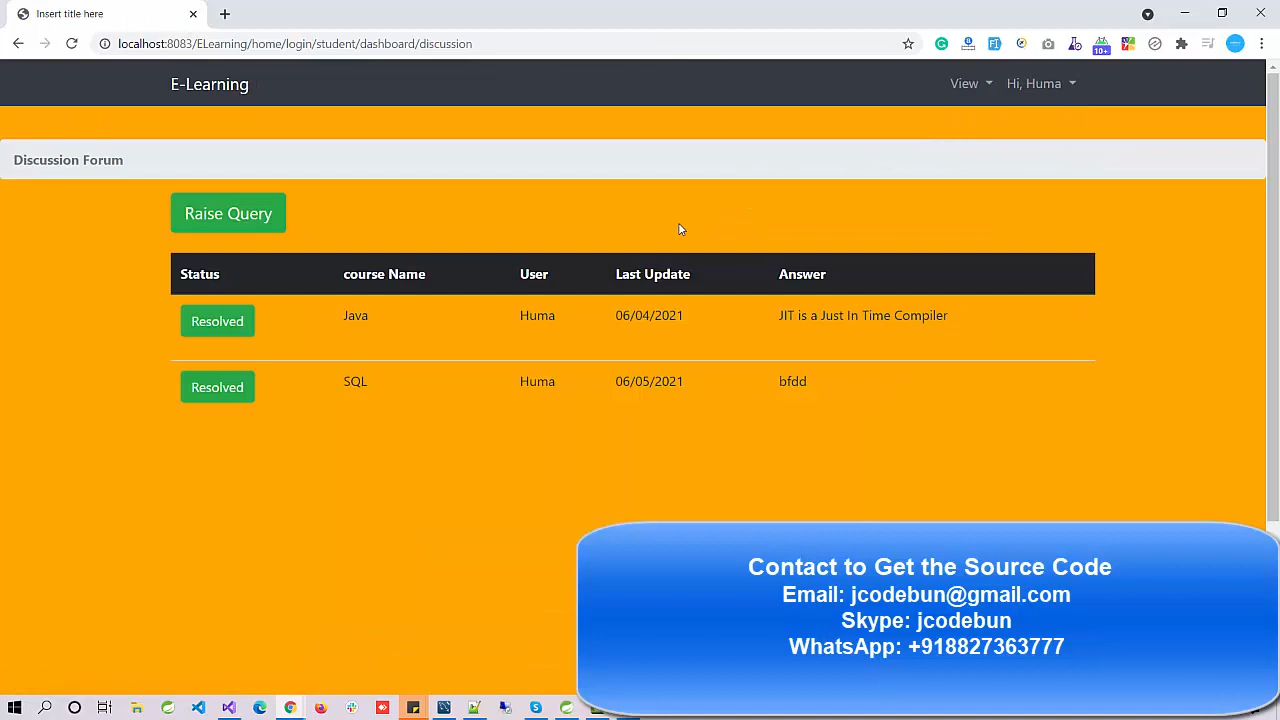 Insert title here
localhost:8083/ELearning/home/login/student/dashboard/discussion
10+
E-Learning
View
Hi, Huma
Discussion Forum
Raise Query
Status course Name User Last Update Answer
Resolved Java Huma 06/04/2021 JIT is a Just In Time Compiler
Resolved SQL Huma 06/05/2021 bfdd
Contact to Get the Source Code
Email: jcodebun@gmail.com
Skype: jcodebun
WhatsApp: +918827363777